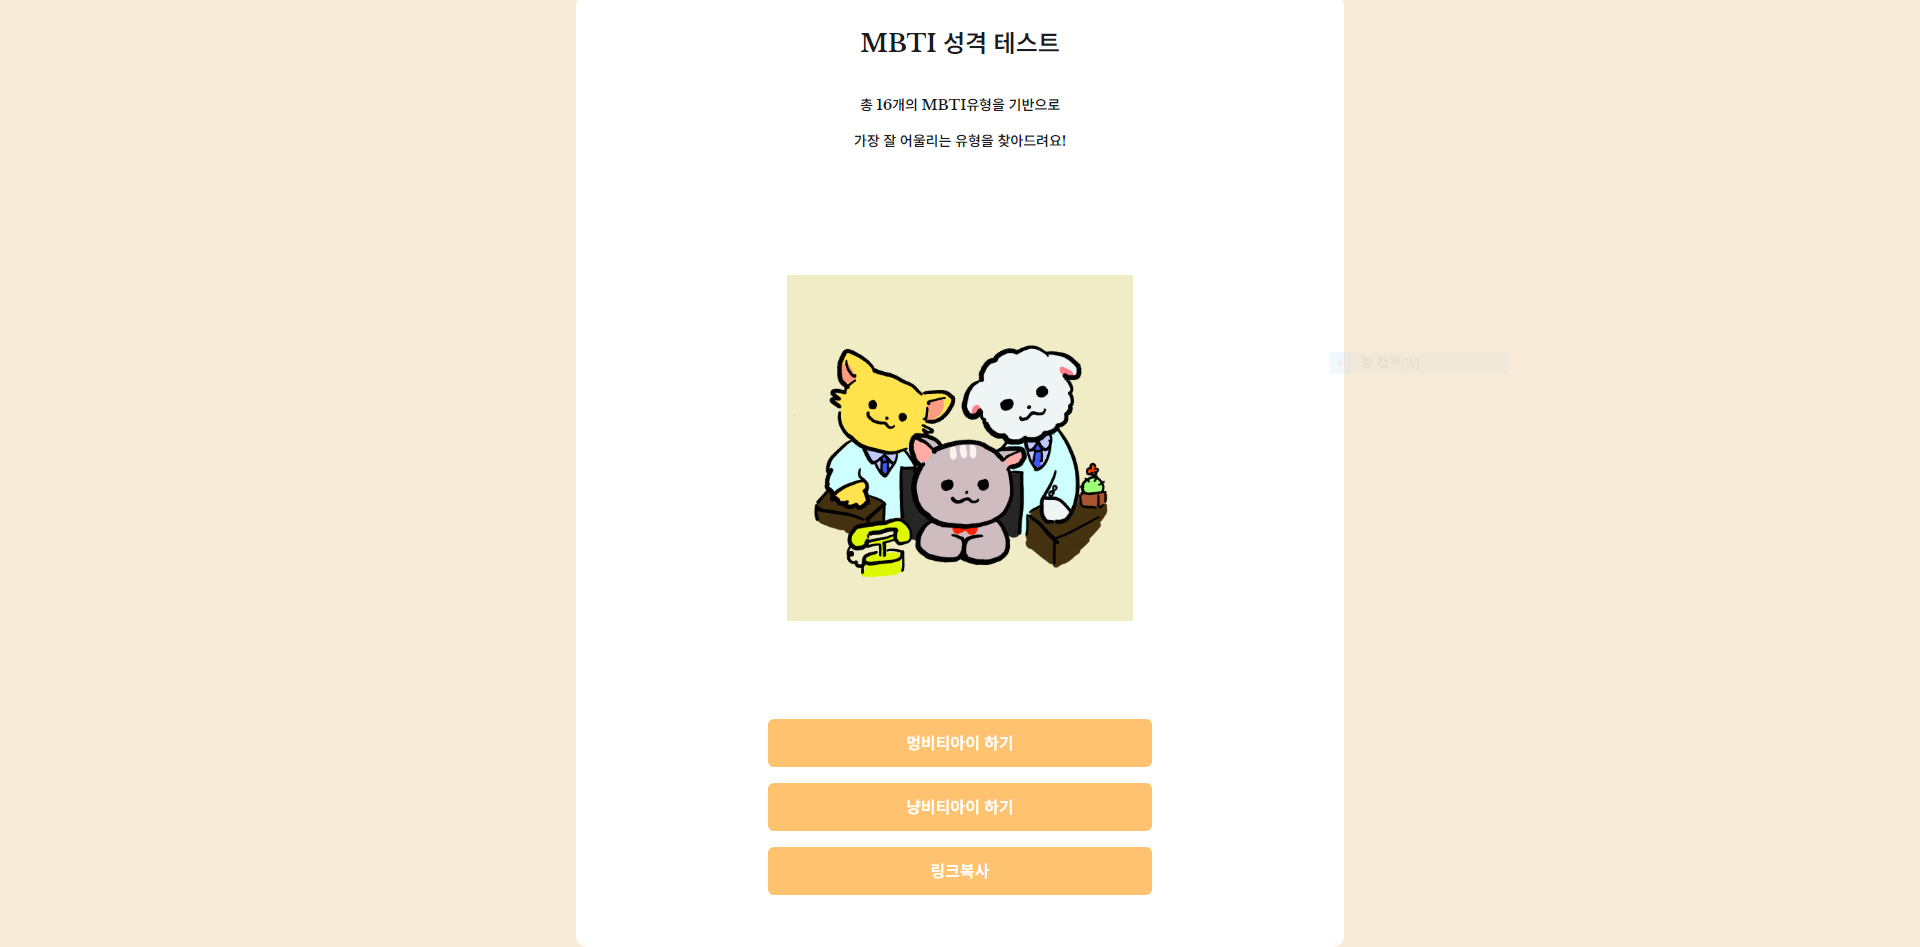 MBTI 성격 테스트
총 16개의 MBTI유형을 기반으로
가장 잘 어울리는 유형을 찾아드려요!
창 캡처(W)
멍비티아이 하기
냥비티아이 하기
링크복사